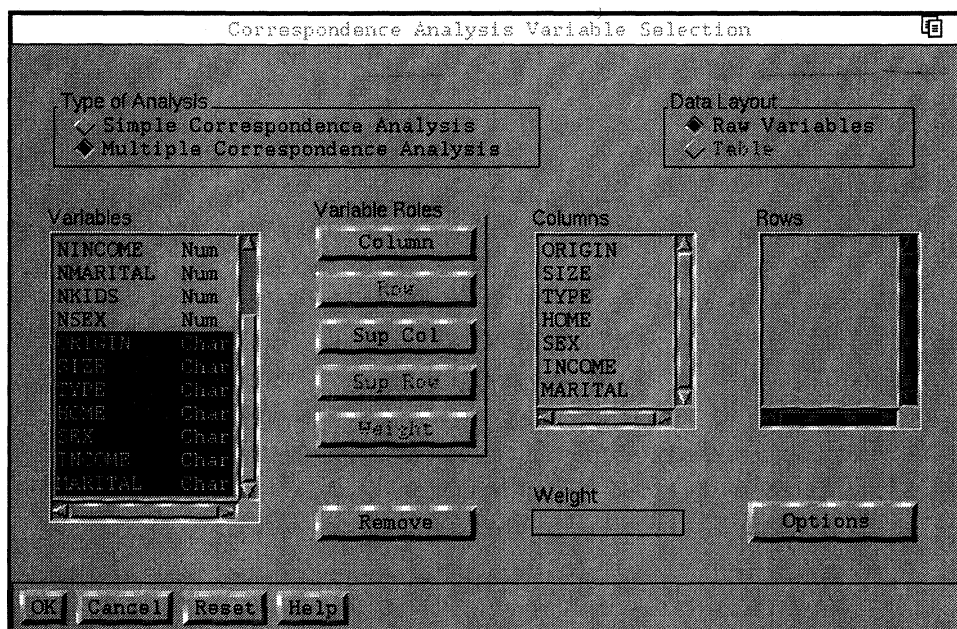 Correspondence Analysis Variable Selection
Type of Analysis
Simple Correspondence Analysis
Multiple Correspondence Analysis
Data Layout
Raw Variables
Table
Variables
NINCOME Num
NMARITAL Num
NKIDS Num
NSEX Num
ORIGIN Char
SIZE Char
TYPE Char
HOME Char
SEX Char
INCOME Char
MARITAL Char
Variable Roles
Column
Row
Sup Col
Sup Row
Weight
Remove
Columns
ORIGIN
SIZE
TYPE
HOME
SEX
INCOME
MARITAL
Rows
Weight
Options
OK Cancel Reset Help